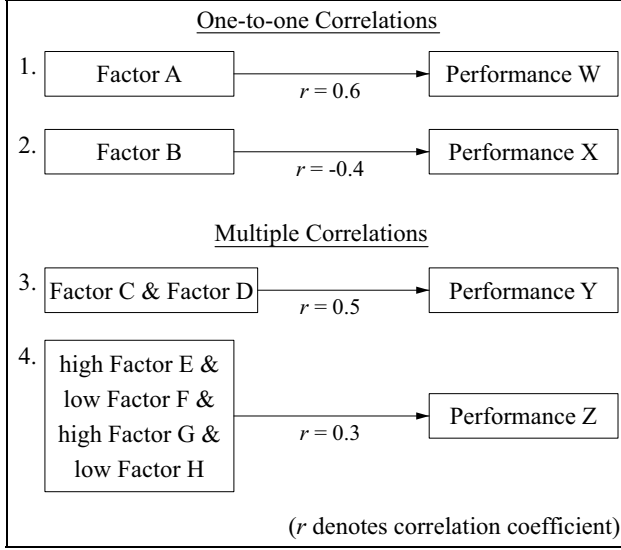 One-to-one Correlations
1. Factor A r = 0.6 Performance W
2. Factor B r = -0.4 Performance X
Multiple Correlations
3. Factor C & Factor D r = 0.5 Performance Y
4. high Factor E &
low Factor F &
high Factor G &
low Factor H
r = 0.3 Performance Z
(r denotes correlation coefficient)